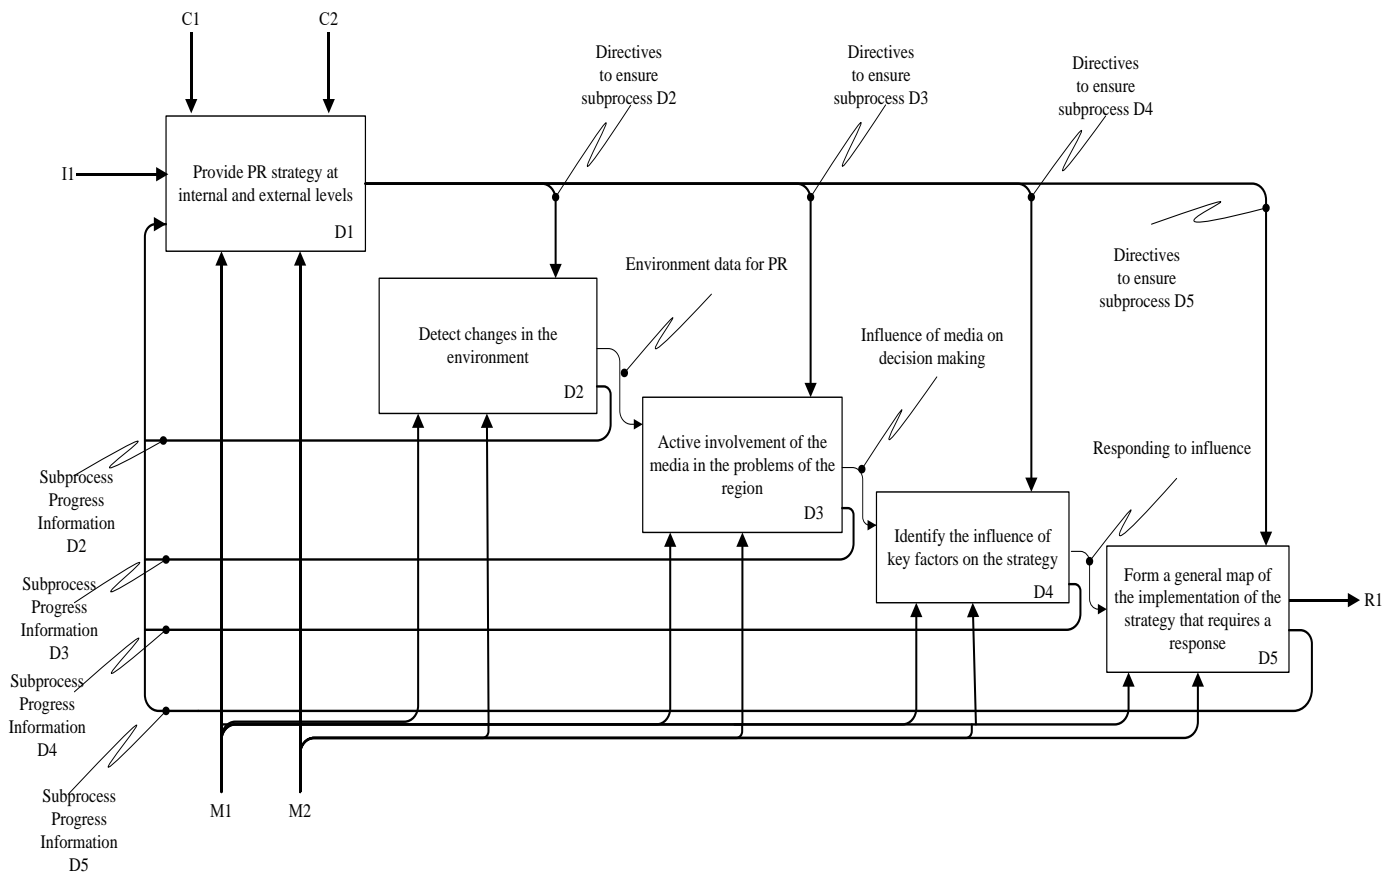 C1
C2
Directives
to ensure
subprocess D2
Directives
to ensure
subprocess D3
Directives
to ensure
subprocess D4
I1
Provide PR strategy at
internal and external levels
D1
Directives
to ensure
subprocess D5
Environment data for PR
Detect changes in the
environment
D2
Influence of media on
decision making
Active involvement of the
media in the problems of the
region
D3
Responding to influence
Identify the influence of
key factors on the strategy
D4
Form a general map of
the implementation of the
strategy that requires a
response
D5
R1
Subprocess
Progress
Information
D2
Subprocess
Progress
Information
D3
Subprocess
Progress
Information
D4
Subprocess
Progress
Information
D5
M1
M2